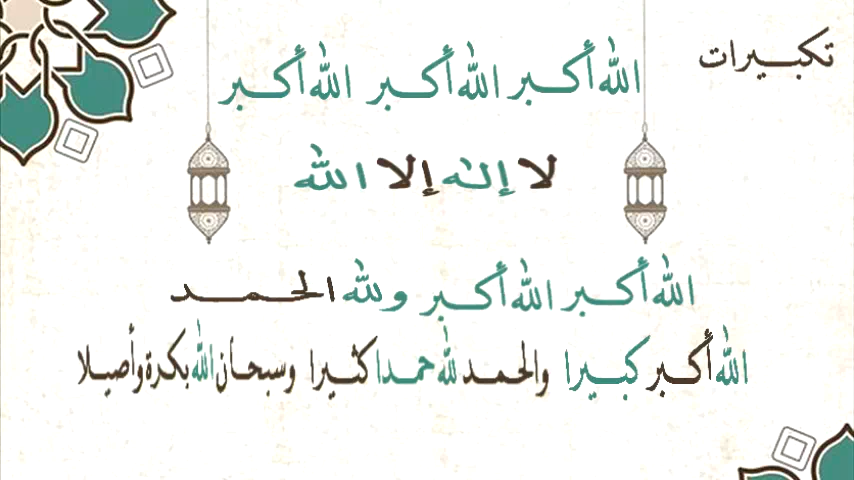 تكبيرات
الله أكبر الله أكبر الله أكبر
لا إله إلا الله
الله أكبر الله أكبر ولله الحمد
الله أكبر كبيرا والحمد لله حمدا كثيرا وسبحأن الله بكرة وأصيلا